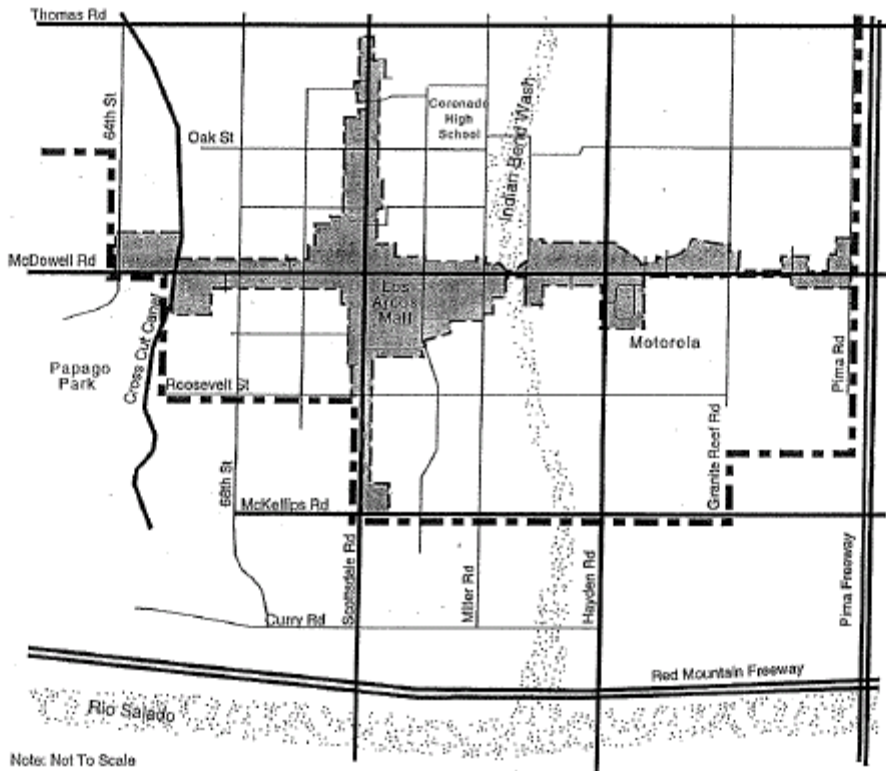 Thomas Rd
64th St
Oak St
Coronado
High
School
Indian Bend Wash
McDowell Rd
Los
Arcos
Mall
Cross Cut Canal
Motorola
Papago
Park
Roosevelt St
Pima Rd
Granite Reef Rd
68th St
McKellips Rd
Scottsdale Rd
Miller Rd
Hayden Rd
Pima Freeway
Curry Rd
Red Mountain Freeway
Rio Salado
Note: Not To Scale